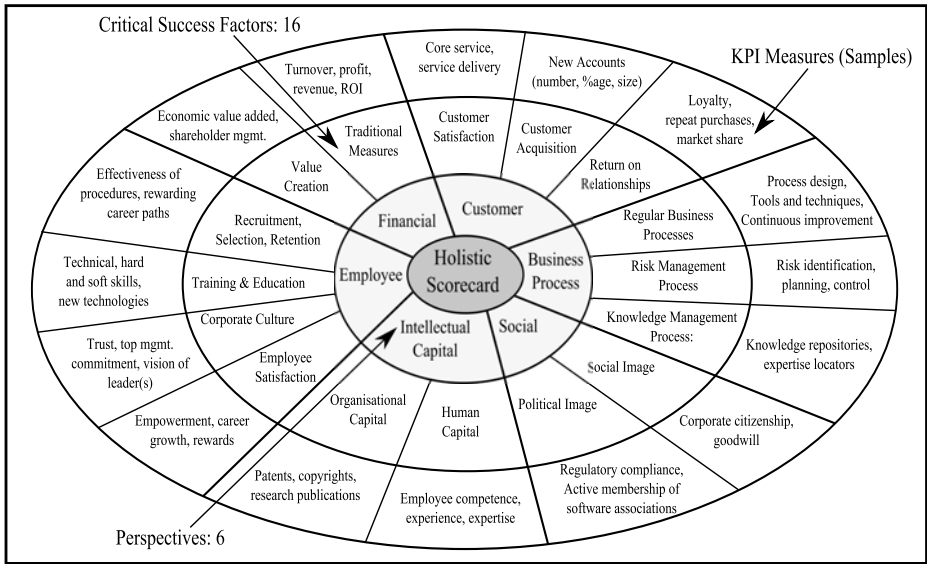 Critical Success Factors: 16
KPI Measures (Samples)
Core service,
service delivery
New Accounts
(number, %age, size)
Loyalty,
repeat purchases,
market share
Process design,
Tools and techniques,
Continuous improvement
Risk identification,
planning, control
Knowledge repositories,
expertise locators
Corporate citizenship,
goodwill
Regulatory compliance,
Active membership of
software associations
Employee competence,
experience, expertise
Patents, copyrights,
research publications
Empowerment, career
growth, rewards
Trust, top mgmt.
commitment, vision of
leader(s)
Technical, hard
and soft skills,
new technologies
Effectiveness of
procedures, rewarding
career paths
Economic value added,
shareholder mgmt.
Turnover, profit,
revenue, ROI
Customer
Satisfaction
Customer
Acquisition
Return on
Relationships
Regular Business
Processes
Risk Management
Process
Knowledge Management
Process:
Social Image
Political Image
Human
Capital
Organisational
Capital
Employee
Satisfaction
Corporate Culture
Training & Education
Recruitment,
Selection, Retention
Value
Creation
Traditional
Measures
Financial
Customer
Business
Process
Social
Intellectual
Capital
Employee
Holistic
Scorecard
Perspectives: 6